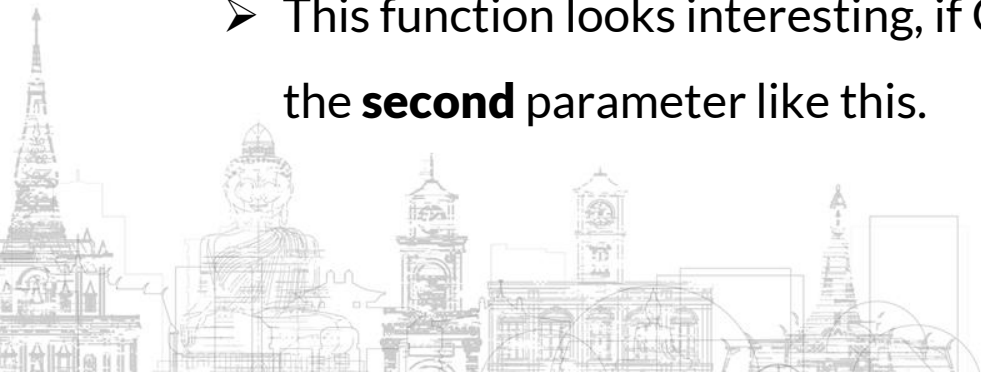 ➤ This function looks interesting, if
the second parameter like this.